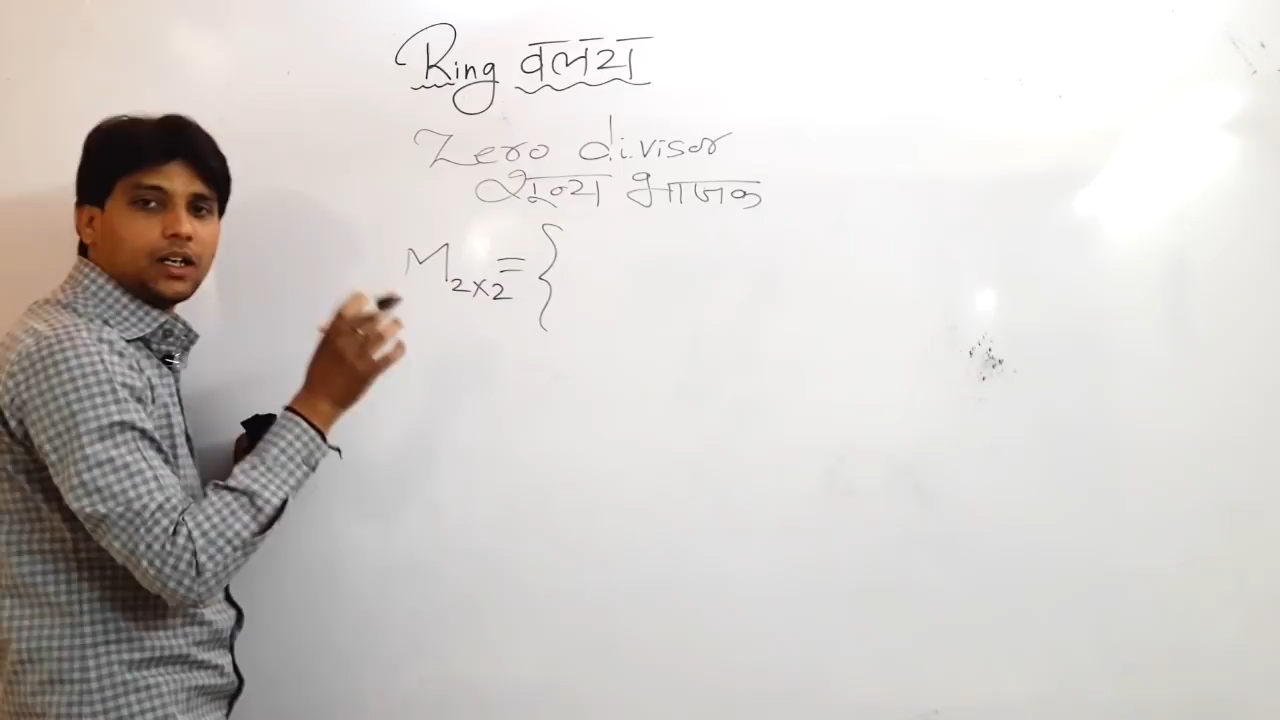 Ring वलय
Zero divisor
शून्य भाजक
M₂ₓ₂ = {